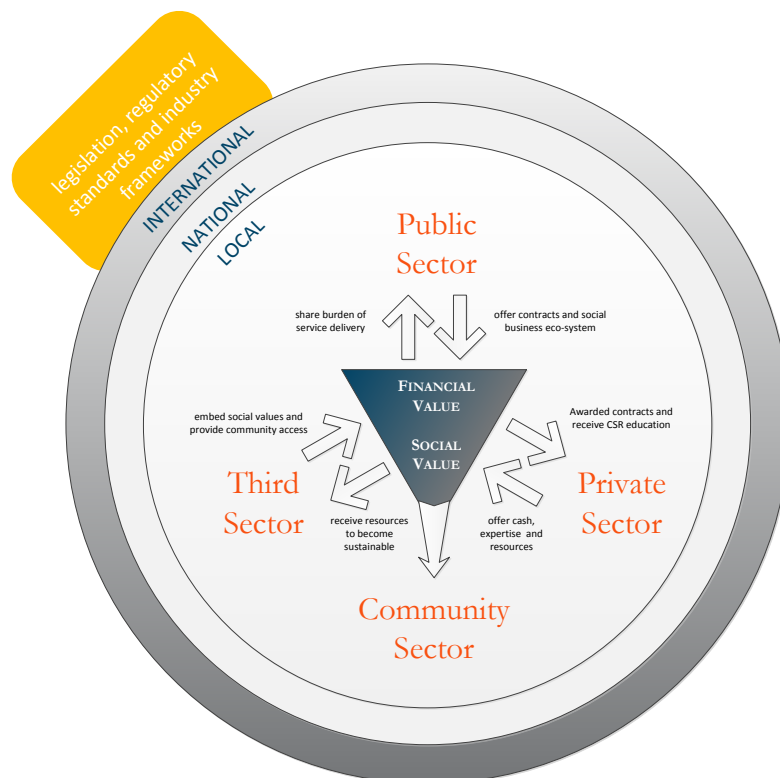 legislation, regulatory
standards and industry
frameworks
INTERNATIONAL
NATIONAL
LOCAL
Public
Sector
share burden of
service delivery
offer contracts and social
business eco-system
FINANCIAL
VALUE
SOCIAL
VALUE
embed social values and
provide community access
Awarded contracts and
receive CSR education
Third
Sector
Private
Sector
receive resources
to become
sustainable
offer cash,
expertise and
resources
Community
Sector